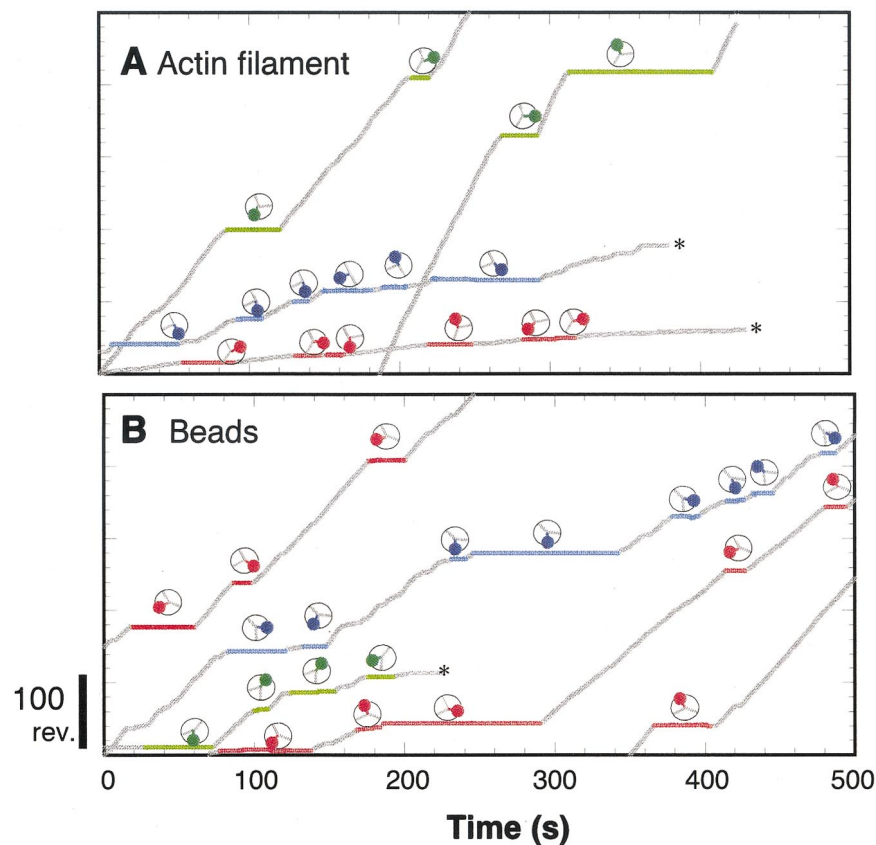 A Actin filament
*
*
B Beads
*
100
rev.
0 100 200 300 400 500
Time (s)